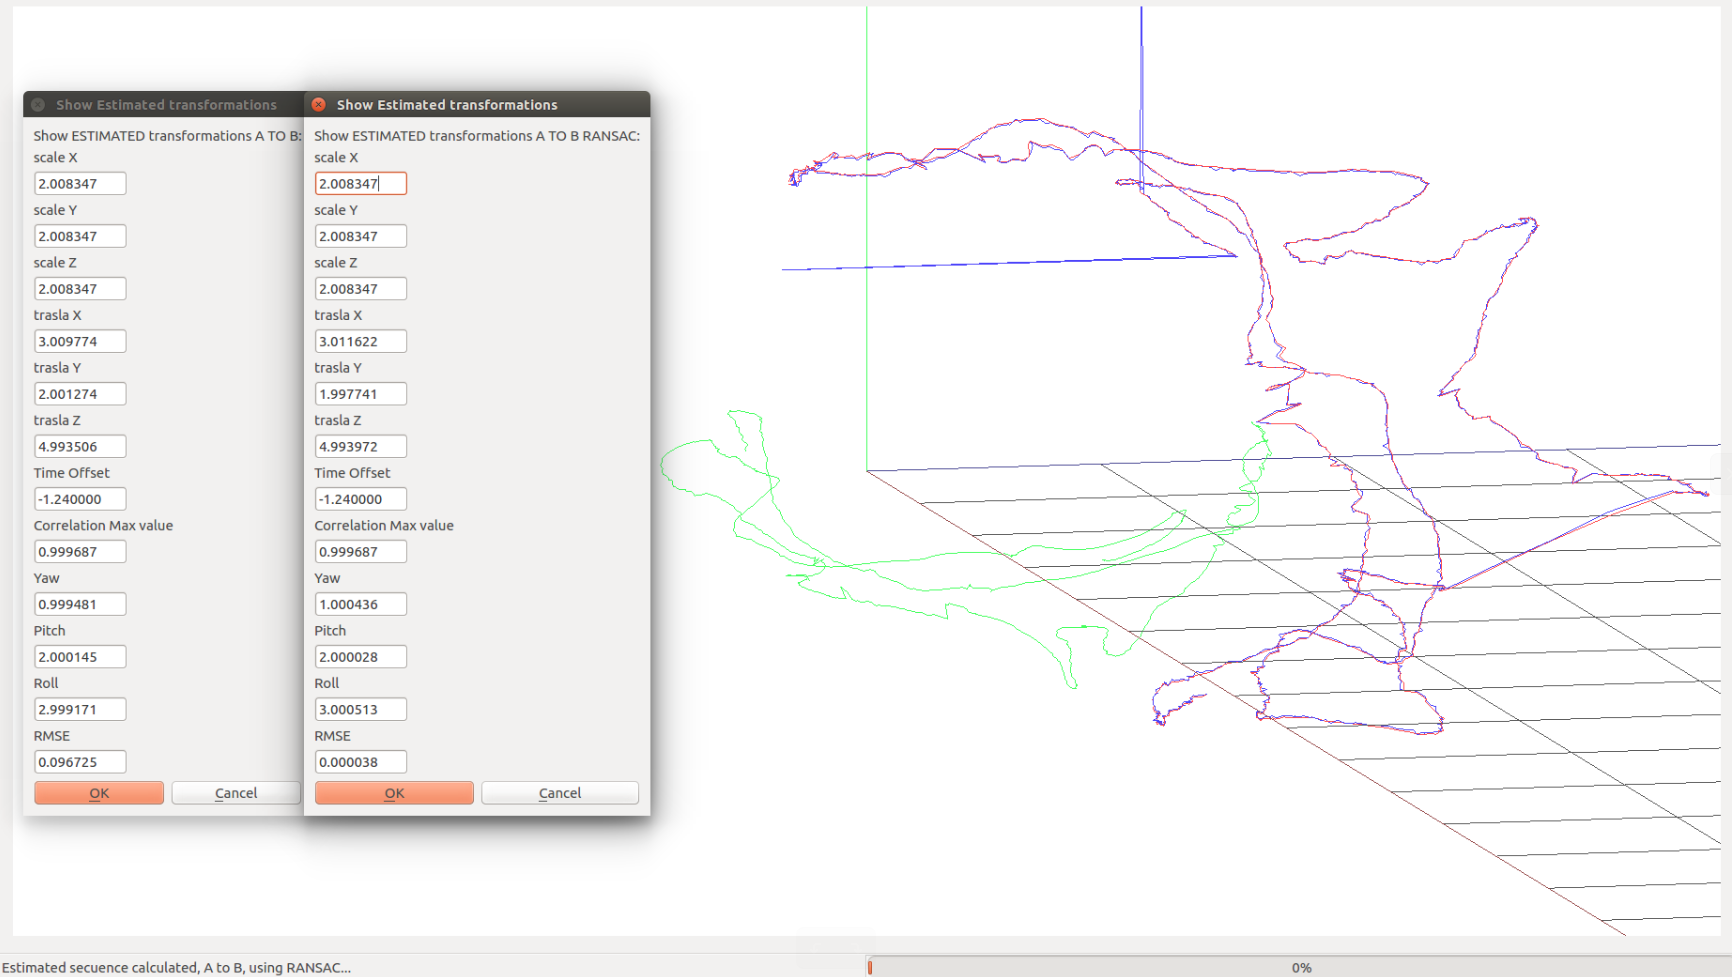 Show Estimated transformations
Show ESTIMATED transformations A TO B:
scale X
2.008347
scale Y
2.008347
scale Z
2.008347
trasla X
3.009774
trasla Y
2.001274
trasla Z
4.993506
Time Offset
-1.240000
Correlation Max value
0.999687
Yaw
0.999481
Pitch
2.000145
Roll
2.999171
RMSE
0.096725
OK Cancel
Show Estimated transformations
Show ESTIMATED transformations A TO B RANSAC:
scale X
2.008347
scale Y
2.008347
scale Z
2.008347
trasla X
3.011622
trasla Y
1.997741
trasla Z
4.993972
Time Offset
-1.240000
Correlation Max value
0.999687
Yaw
1.000436
Pitch
2.000028
Roll
3.000513
RMSE
0.000038
OK Cancel
Estimated secuence calculated, A to B, using RANSAC...
0%